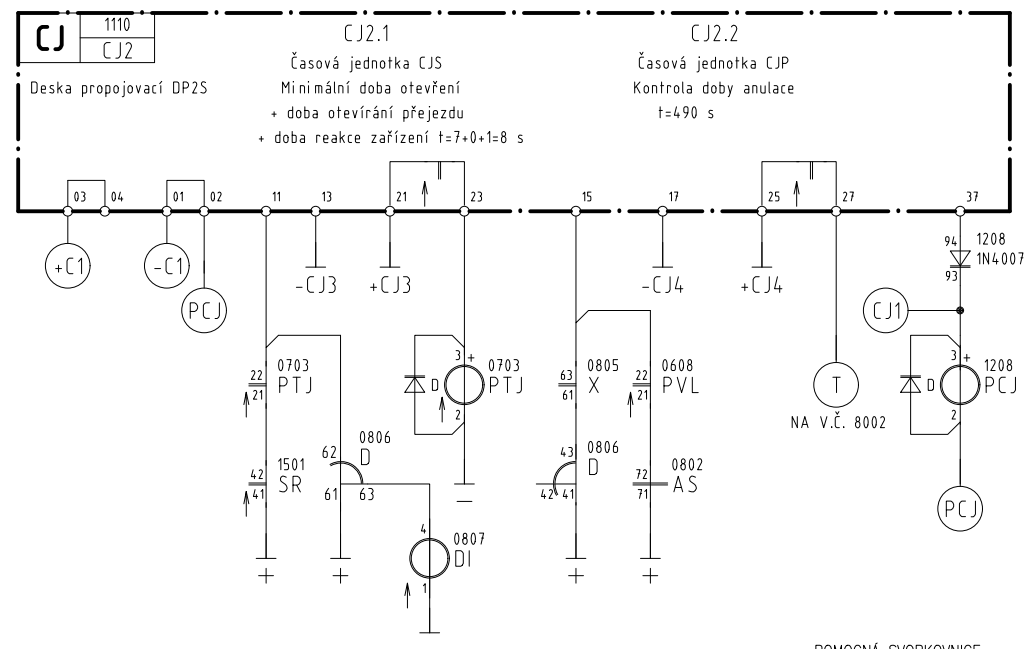 CJ 1110
CJ2
Deska propojovací DP2S
CJ2.1
Časová jednotka CJS
Minimální doba otevření
+ doba otevírání přejezdu
+ doba reakce zařízení t=7+0+1=8 s
CJ2.2
Časová jednotka CJP
Kontrola doby anulace
t=490 s
03 04 01 02 11 13 21 23 15 17 25 27 37
+C1 -C1 PCJ -CJ3 +CJ3 -CJ4 +CJ4
94 1208
1N4007
93
CJ1
22 0703
PTJ
21
3 + 0703
D PTJ
2
63 0805
X
61
22 0608
PVL
21
T
NA V.Č. 8002
3 + 1208
D PCJ
2
42 1501
SR
41
62 0806
D
61 63
43 0806
D
42 41
72 0802
AS
71
PCJ
4 0807
DI
1
+ + + +